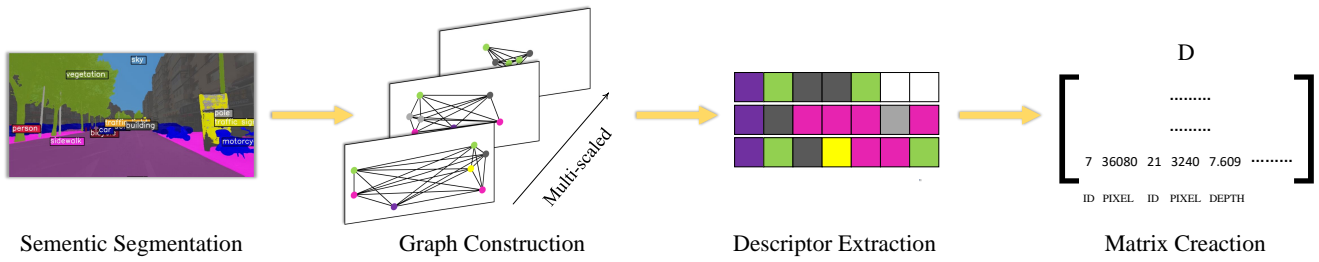 sky
vegetation
pole
traffic sign
person
car
building
sidewalk
motorcy
Multi-scaled
D
.........
.........
7 36080 21 3240 7.609 .........
ID PIXEL ID PIXEL DEPTH
Sementic Segmentation
Graph Construction
Descriptor Extraction
Matrix Creaction